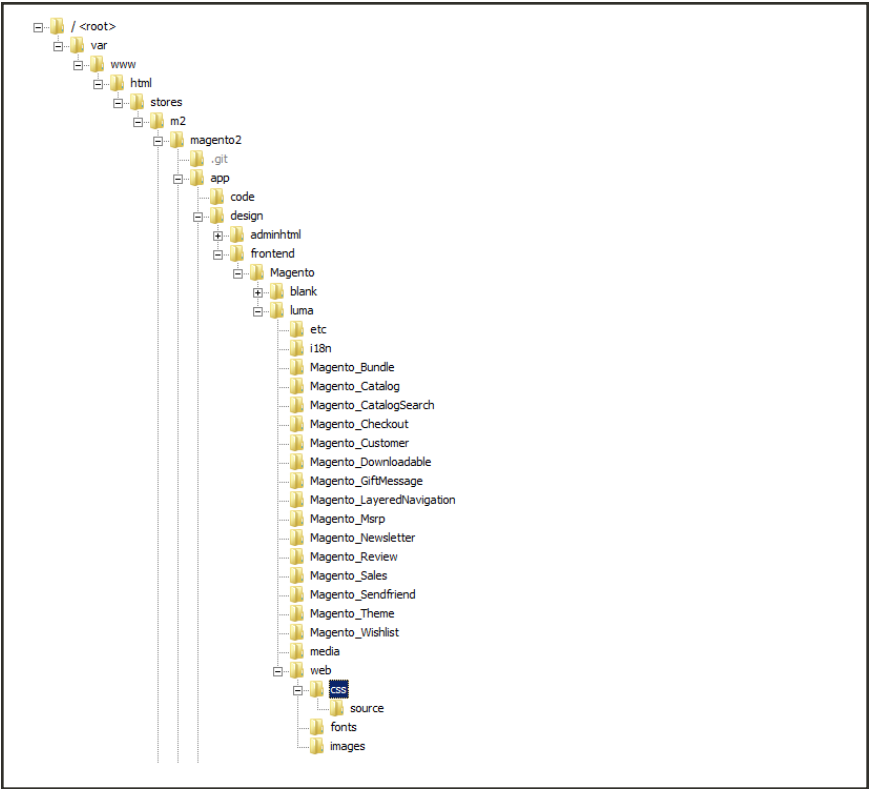 / <root>
var
www
html
stores
m2
magento2
.git
app
code
design
adminhtml
frontend
Magento
blank
luma
etc
i18n
Magento_Bundle
Magento_Catalog
Magento_CatalogSearch
Magento_Checkout
Magento_Customer
Magento_Downloadable
Magento_GiftMessage
Magento_LayeredNavigation
Magento_Msrp
Magento_Newsletter
Magento_Review
Magento_Sales
Magento_Sendfriend
Magento_Theme
Magento_Wishlist
media
web
css
source
fonts
images